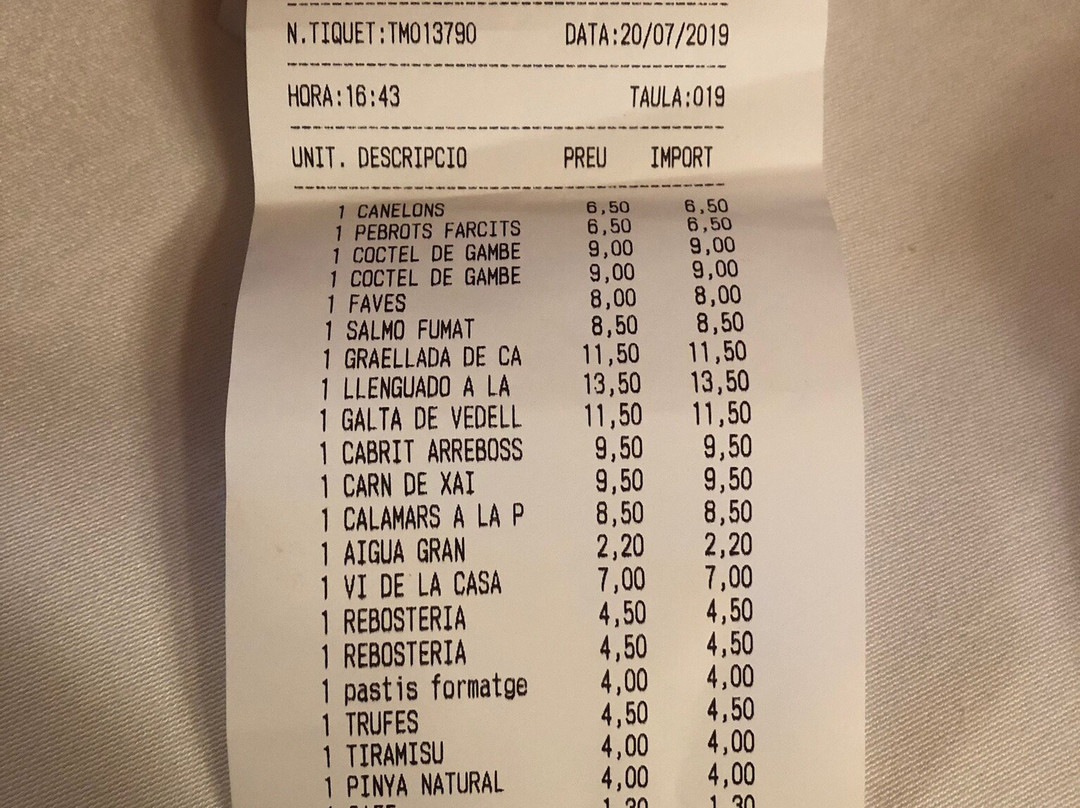 N.TIQUET:TM013790 DATA:20/07/2019
HORA:16:43 TAULA:019
UNIT. DESCRIPCIO PREU IMPORT
1 CANELONS 6,50 6,50
1 PEBROTS FARCITS 6,50 6,50
1 COCTEL DE GAMBE 9,00 9,00
1 COCTEL DE GAMBE 9,00 9,00
1 FAVES 8,00 8,00
1 SALMO FUMAT 8,50 8,50
1 GRAELLADA DE CA 11,50 11,50
1 LLENGUADO A LA 13,50 13,50
1 GALTA DE VEDELL 11,50 11,50
1 CABRIT ARREBOSS 9,50 9,50
1 CARN DE XAI 9,50 9,50
1 CALAMARS A LA P 8,50 8,50
1 AIGUA GRAN 2,20 2,20
1 VI DE LA CASA 7,00 7,00
1 REBOSTERIA 4,50 4,50
1 REBOSTERIA 4,50 4,50
1 pastis formatge 4,00 4,00
1 TRUFES 4,50 4,50
1 TIRAMISU 4,00 4,00
1 PINYA NATURAL 4,00 4,00
1,30 1,30